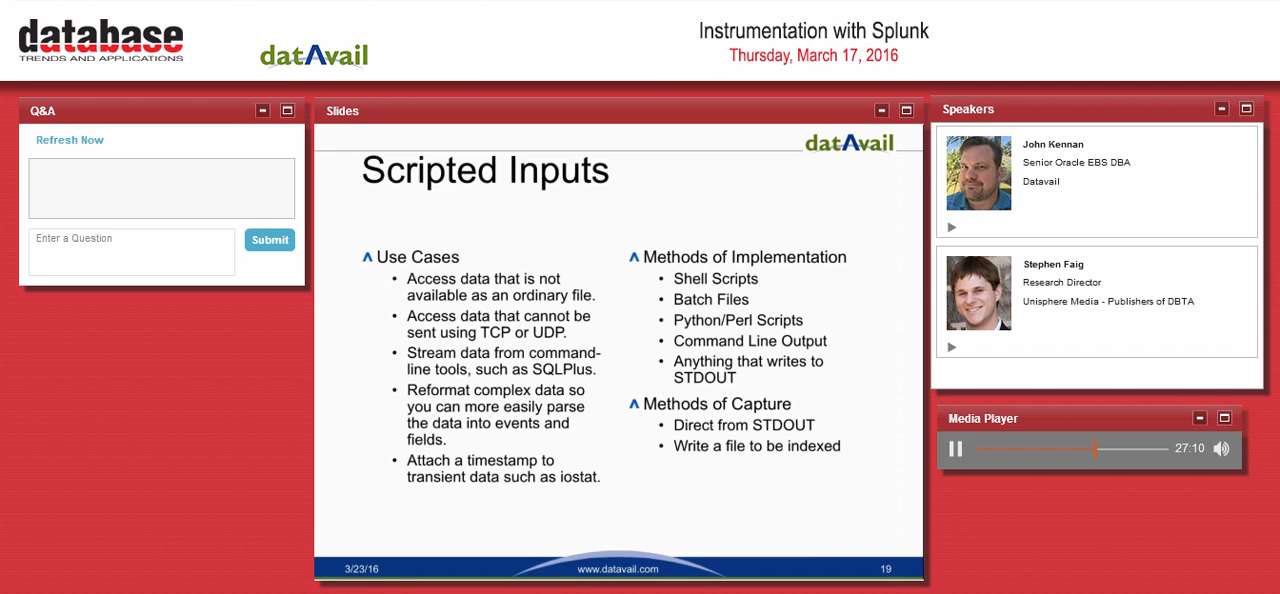 database
TRENDS AND APPLICATIONS
datAvail
Instrumentation with Splunk
Thursday, March 17, 2016
Q&A
Refresh Now
Enter a Question
Submit
Slides
datAvail
Scripted Inputs
Use Cases
• Access data that is not
available as an ordinary file.
• Access data that cannot be
sent using TCP or UDP.
• Stream data from command-
line tools, such as SQLPlus.
• Reformat complex data so
you can more easily parse
the data into events and
fields.
• Attach a timestamp to
transient data such as iostat.
Methods of Implementation
• Shell Scripts
• Batch Files
• Python/Perl Scripts
• Command Line Output
• Anything that writes to
STDOUT
Methods of Capture
• Direct from STDOUT
• Write a file to be indexed
3/23/16
www.datavail.com
19
Speakers
John Kennan
Senior Oracle EBS DBA
Datavail
Stephen Faig
Research Director
Unisphere Media - Publishers of DBTA
Media Player
27:10